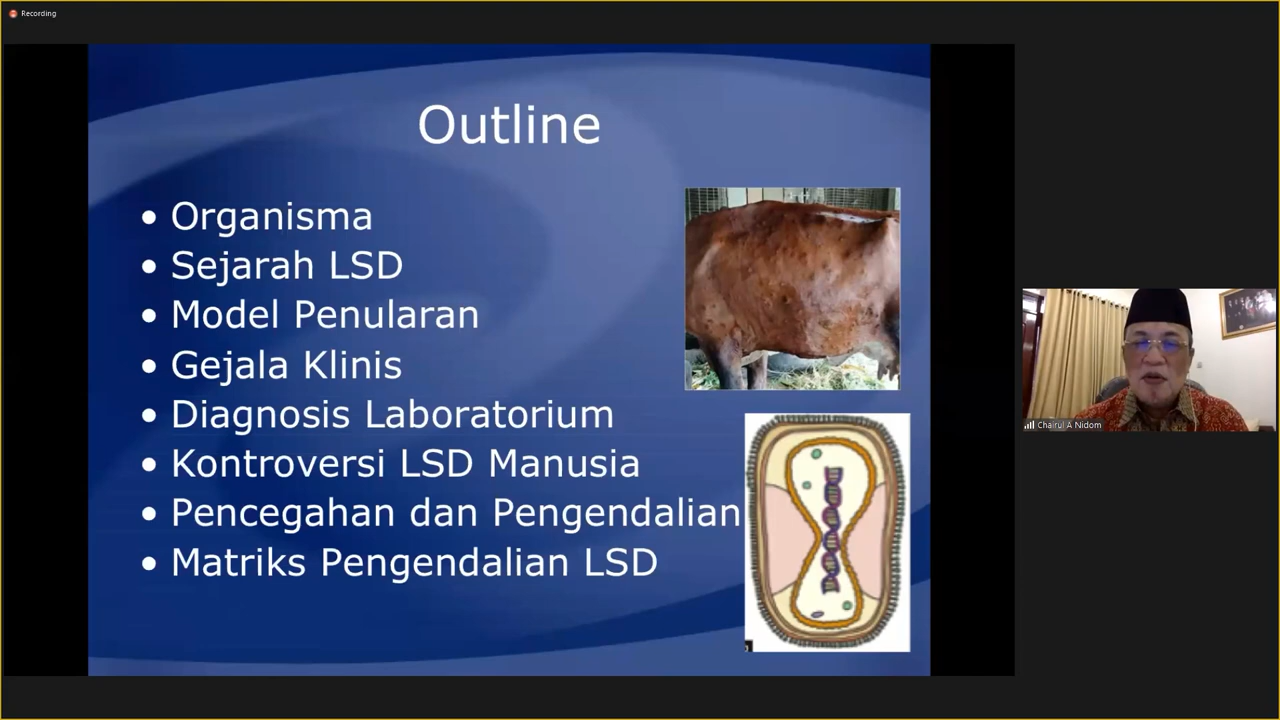 Recording
Outline
• Organisma
• Sejarah LSD
• Model Penularan
• Gejala Klinis
• Diagnosis Laboratorium
• Kontroversi LSD Manusia
• Pencegahan dan Pengendalian
• Matriks Pengendalian LSD
Chairul A Nidom